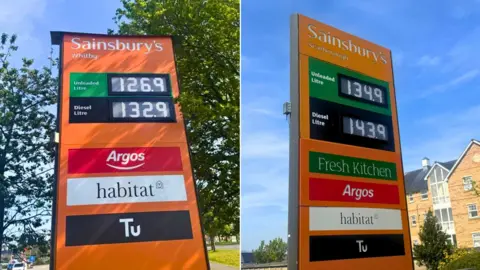 Sainsbury's
Whitby
Unleaded
Litre
126.9
Diesel
Litre
132.9
Argos
habitat
Tu
Sainsbury's
Scarborough
Unleaded
Litre
134.9
Diesel
Litre
143.9
Fresh Kitchen
Argos
habitat
Tu